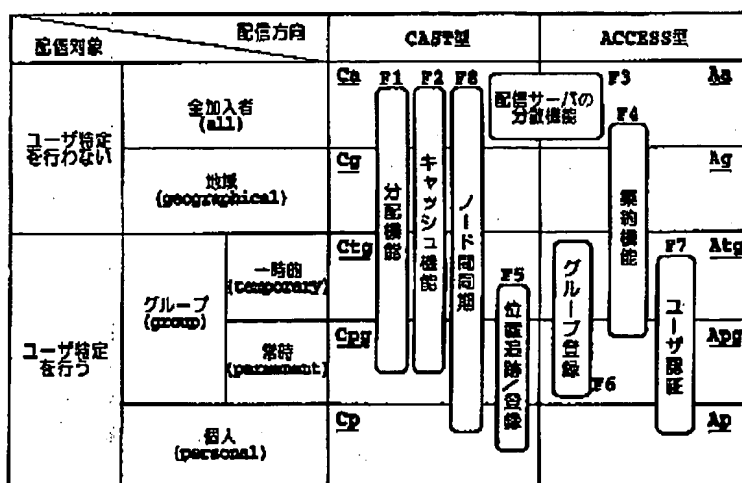 配信対象
配信方向
CAST型
ACCESS型
ユーザ特定
を行わない
全加入者
(all)
地域
(geographical)
ユーザ特定
を行う
グループ
(group)
一時的
(temporary)
常時
(parmanent)
個人
(parsonal)
Ca
Cg
Ctg
Cpg
Cp
F1
分配機能
F2
キャッシュ機能
F8
ノード間同期
F5
位置追跡/登録
配信サーバの
分散機能
F3
F4
集約機能
グループ登録
F6
F7
ユーザ認証
Aa
Ag
Atg
Apg
Ap